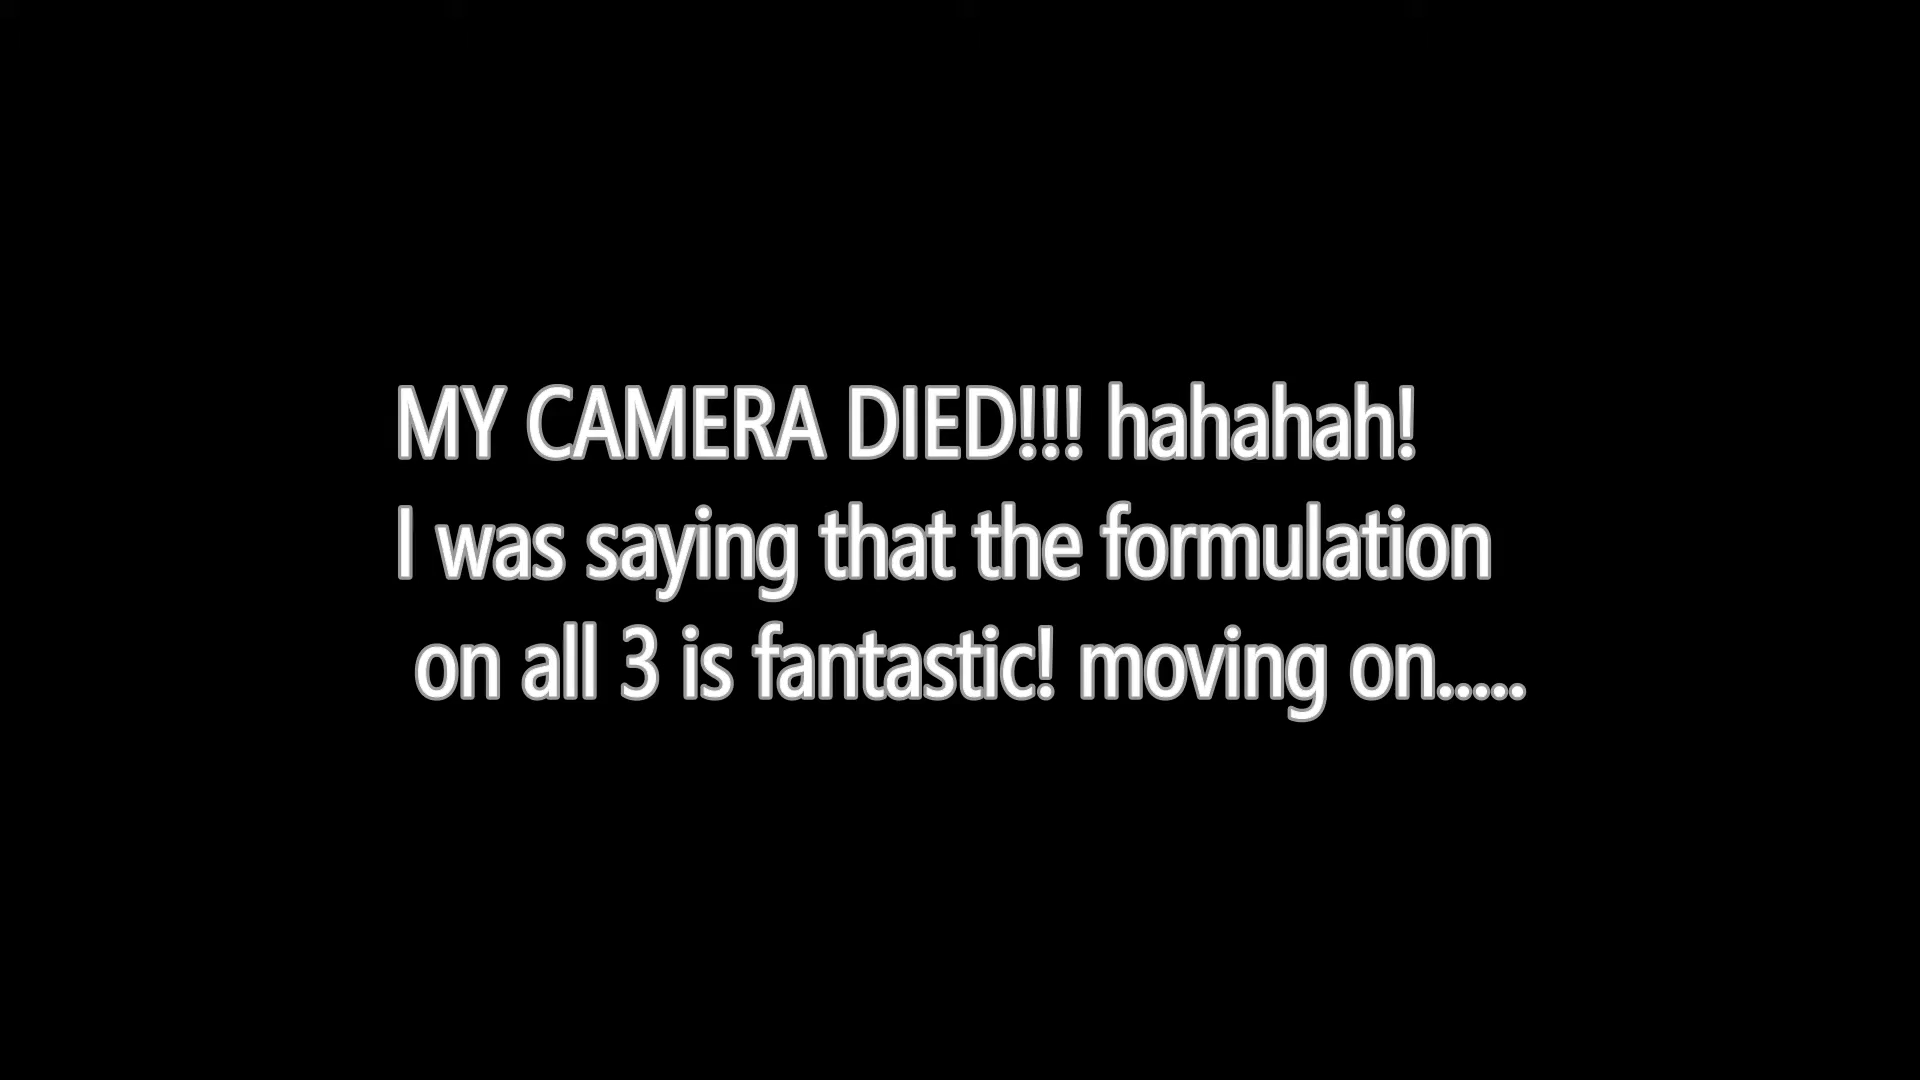 MY CAMERA DIED!!! hahahah!
I was saying that the formulation
on all 3 is fantastic! moving on.....